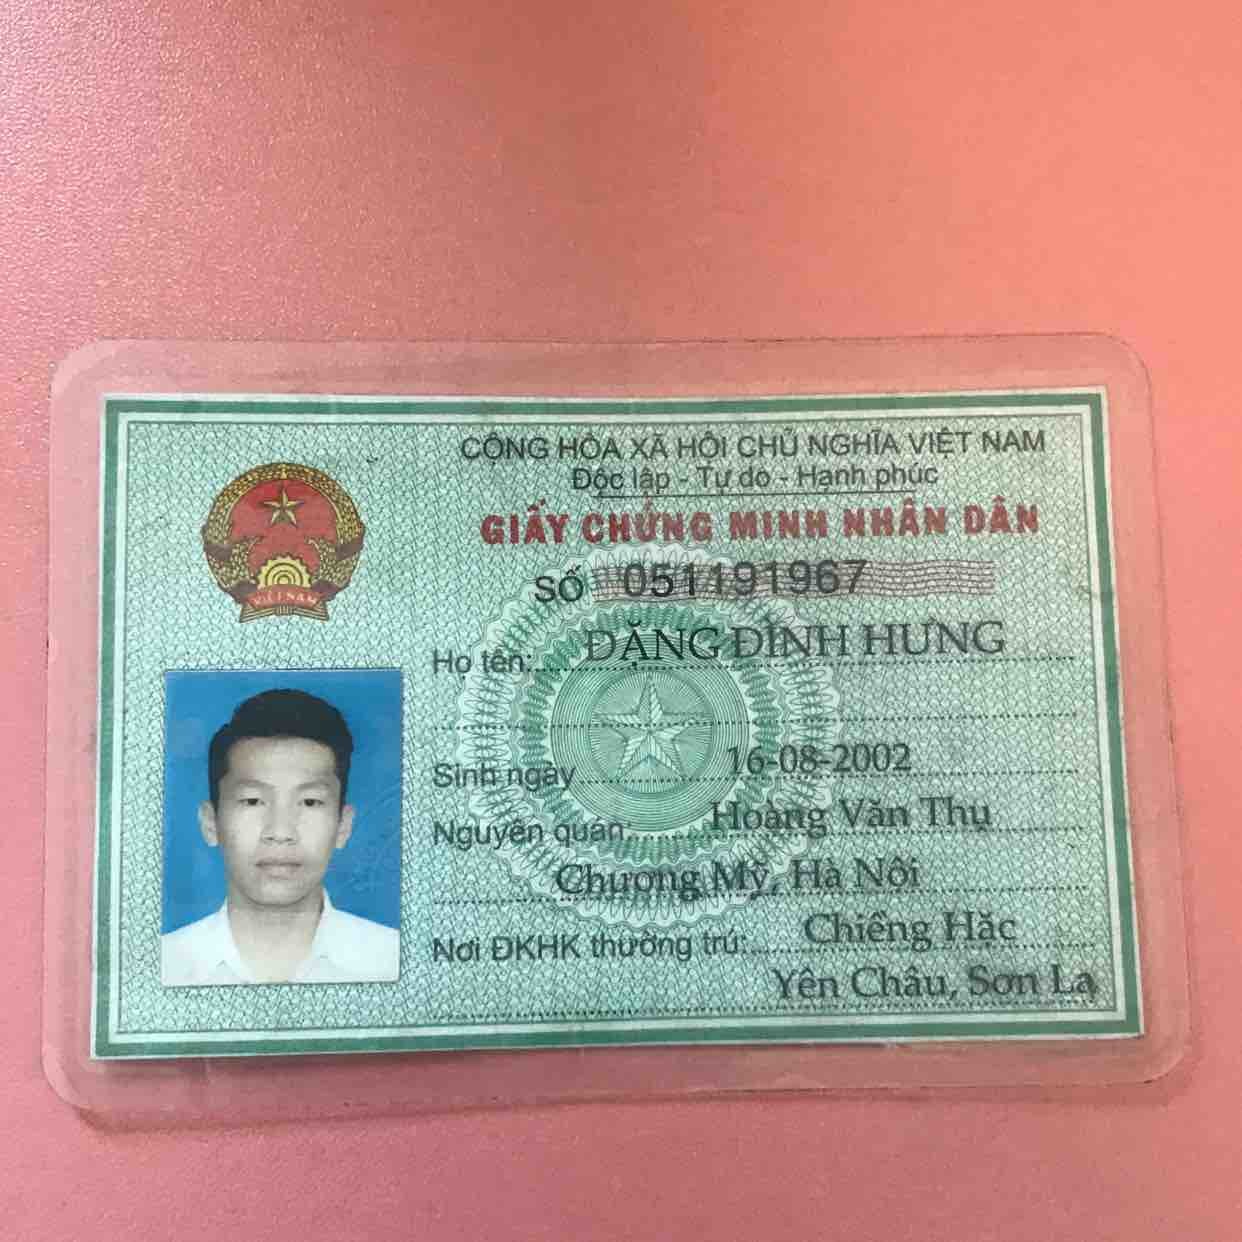 CỘNG HÒA XÃ HỘI CHỦ NGHĨA VIỆT NAM
Độc lập - Tự do - Hạnh phúc
GIẤY CHỨNG MINH NHÂN DÂN
SỐ 051191967
Họ tên: ĐẶNG ĐÌNH HƯNG
Sinh ngày 16-08-2002
Nguyên quán Hoàng Văn Thụ
Chương Mỹ, Hà Nội
Nơi ĐKHK thường trú: Chiềng Hặc
Yên Châu, Sơn La
VIỆT NAM